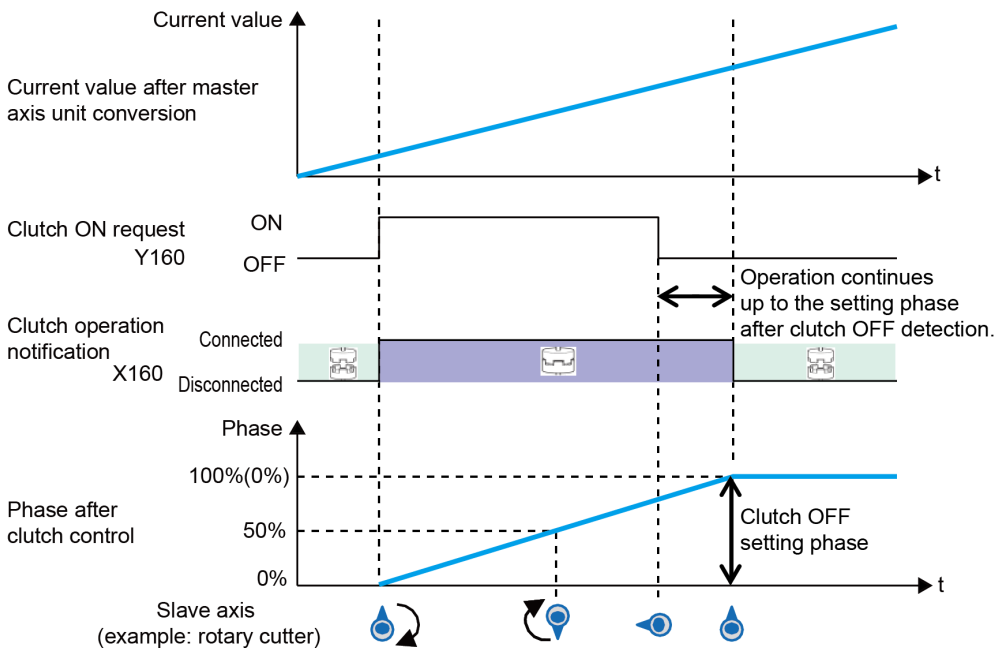 Current value
Current value after master
axis unit conversion
t
Clutch ON request
Y160
ON
OFF
Operation continues
up to the setting phase
after clutch OFF detection.
Clutch operation
notification
X160
Connected
Disconnected
Phase
100%(0%)
Phase after
clutch control
50%
0%
Clutch OFF
setting phase
t
Slave axis
(example: rotary cutter)